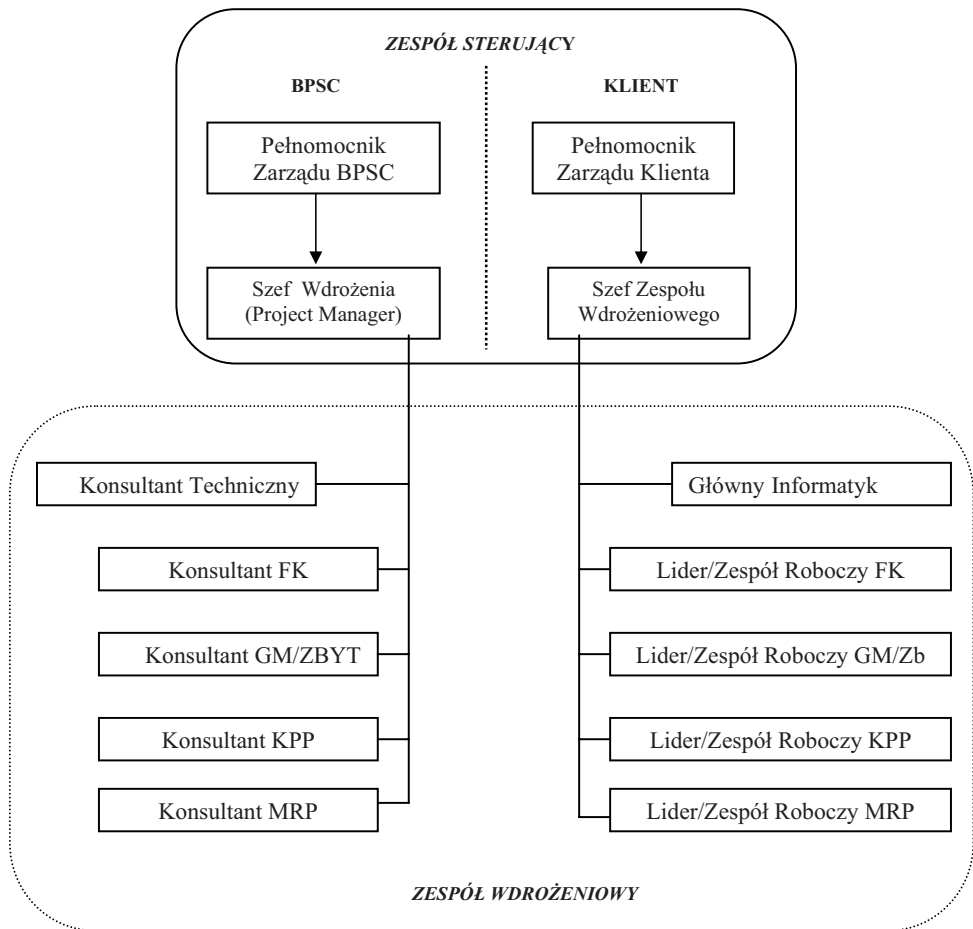 ZESPÓŁ STERUJĄCY
BPSC
KLIENT
Pełnomocnik
Zarządu BPSC
Pełnomocnik
Zarządu Klienta
Szef Wdrożenia
(Project Manager)
Szef Zespołu
Wdrożeniowego
Konsultant Techniczny
Główny Informatyk
Konsultant FK
Lider/Zespół Roboczy FK
Konsultant GM/ZBYT
Lider/Zespół Roboczy GM/Zb
Konsultant KPP
Lider/Zespół Roboczy KPP
Konsultant MRP
Lider/Zespół Roboczy MRP
ZESPÓŁ WDROŻENIOWY